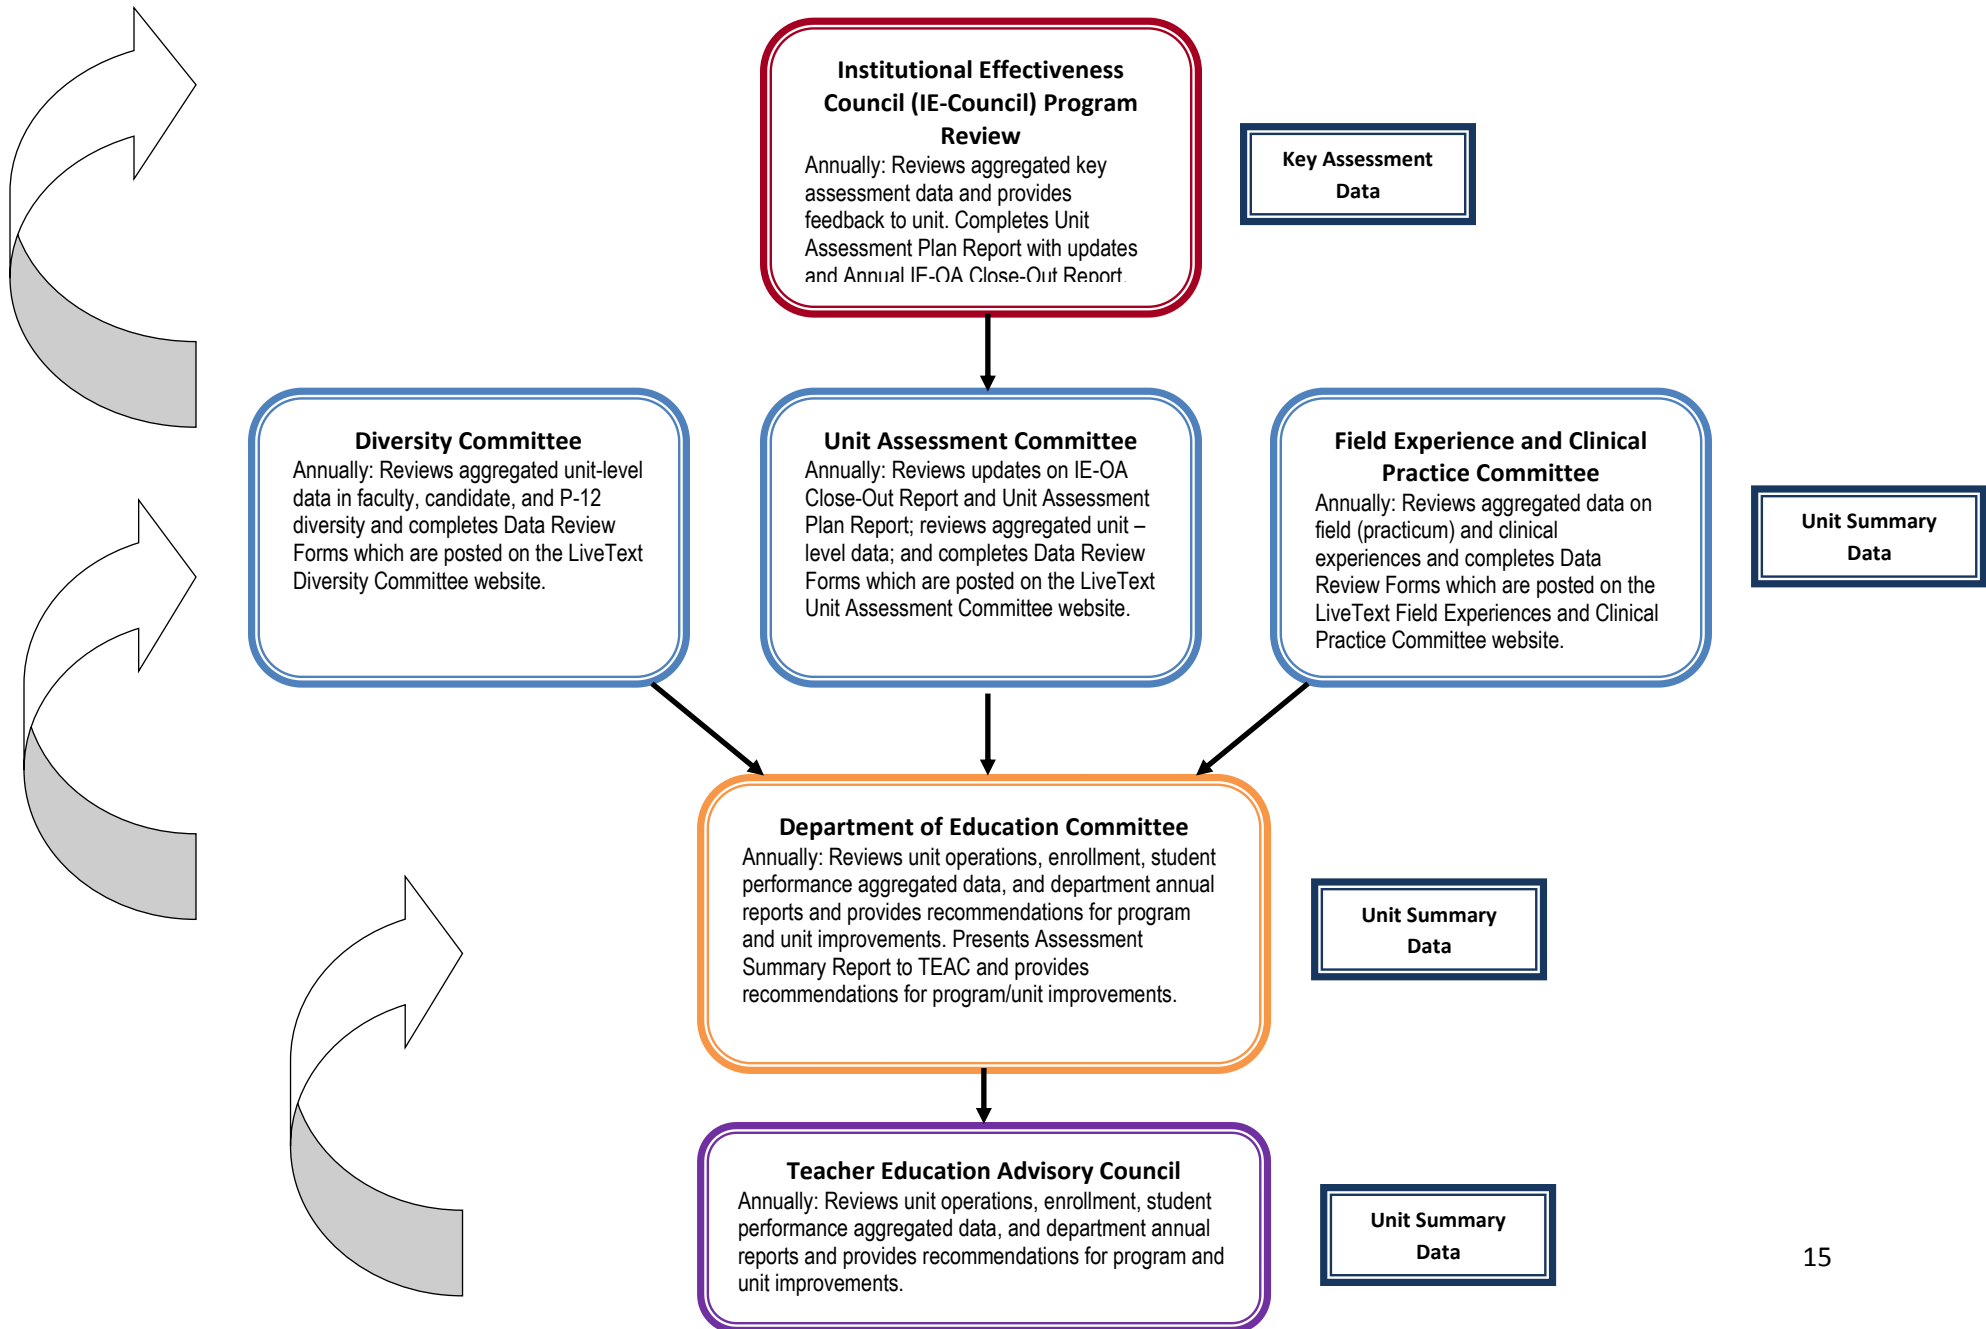 Institutional Effectiveness
Council (IE-Council) Program
Review
Annually: Reviews aggregated key
assessment data and provides
feedback to unit. Completes Unit
Assessment Plan Report with updates
and Annual IE-OA Close-Out Report.
Key Assessment
Data
Diversity Committee
Annually: Reviews aggregated unit-level
data in faculty, candidate, and P-12
diversity and completes Data Review
Forms which are posted on the LiveText
Diversity Committee website.
Unit Assessment Committee
Annually: Reviews updates on IE-OA
Close-Out Report and Unit Assessment
Plan Report; reviews aggregated unit –
level data; and completes Data Review
Forms which are posted on the LiveText
Unit Assessment Committee website.
Field Experience and Clinical
Practice Committee
Annually: Reviews aggregated data on
field (practicum) and clinical
experiences and completes Data
Review Forms which are posted on the
LiveText Field Experiences and Clinical
Practice Committee website.
Unit Summary
Data
Department of Education Committee
Annually: Reviews unit operations, enrollment, student
performance aggregated data, and department annual
reports and provides recommendations for program
and unit improvements. Presents Assessment
Summary Report to TEAC and provides
recommendations for program/unit improvements.
Unit Summary
Data
Teacher Education Advisory Council
Annually: Reviews unit operations, enrollment, student
performance aggregated data, and department annual
reports and provides recommendations for program and
unit improvements.
Unit Summary
Data
15